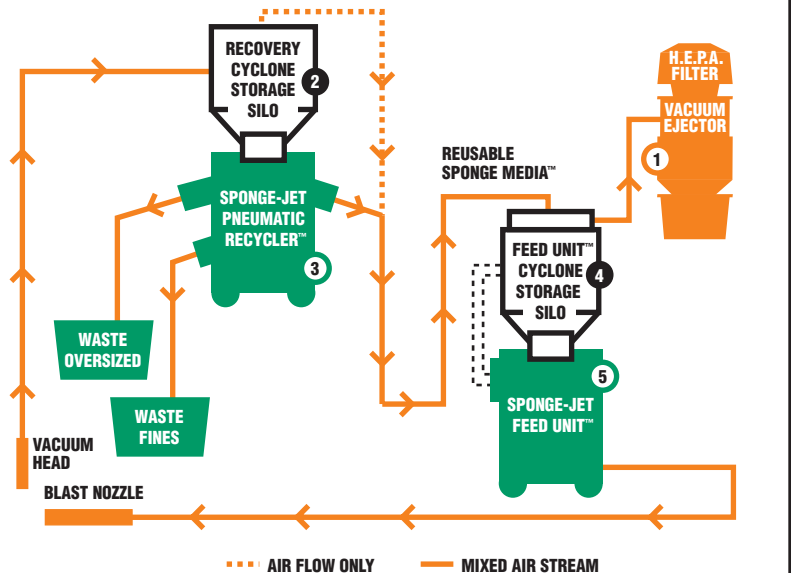 RECOVERY
CYCLONE
STORAGE
SILO
2
H.E.P.A.
FILTER
VACUUM
EJECTOR
1
REUSABLE
SPONGE MEDIA™
SPONGE-JET
PNEUMATIC
RECYCLER™
3
FEED UNIT™
CYCLONE
STORAGE
SILO
4
WASTE
OVERSIZED
WASTE
FINES
5
SPONGE-JET
FEED UNIT™
VACUUM
HEAD
BLAST NOZZLE
AIR FLOW ONLY
MIXED AIR STREAM